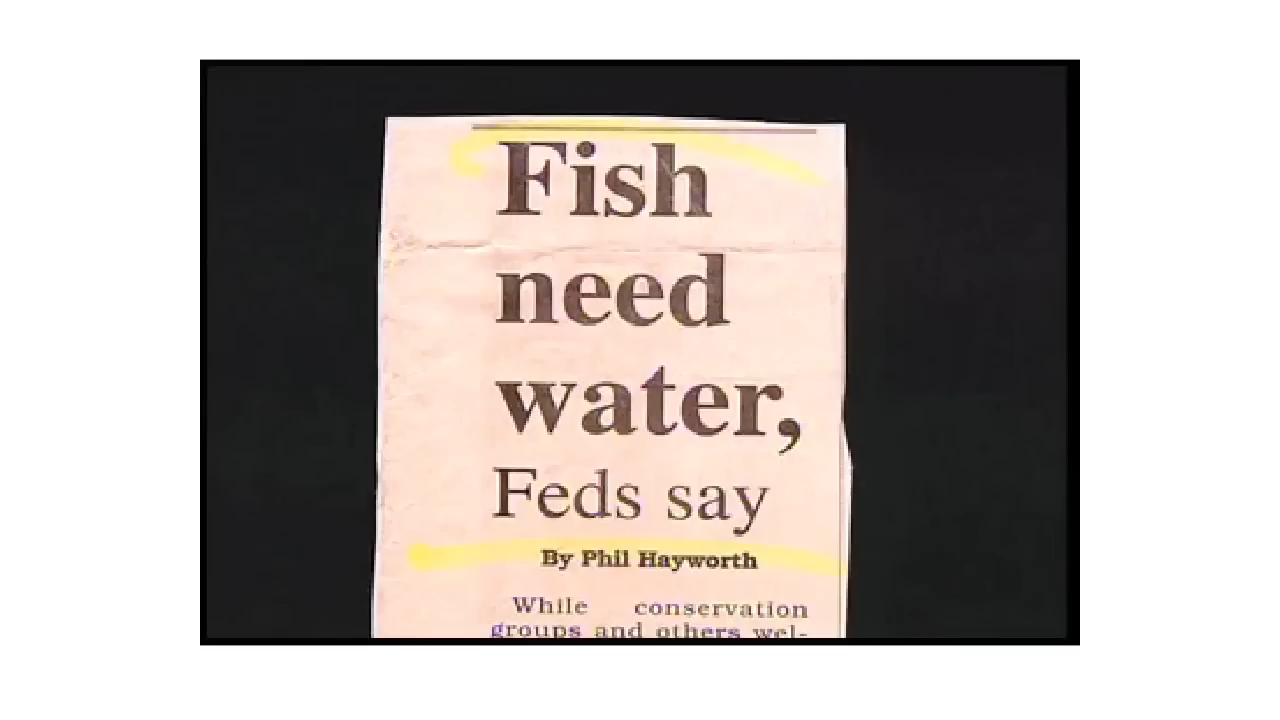 Fish
need
water,
Feds say
By Phil Hayworth
While conservation
groups and others wel-